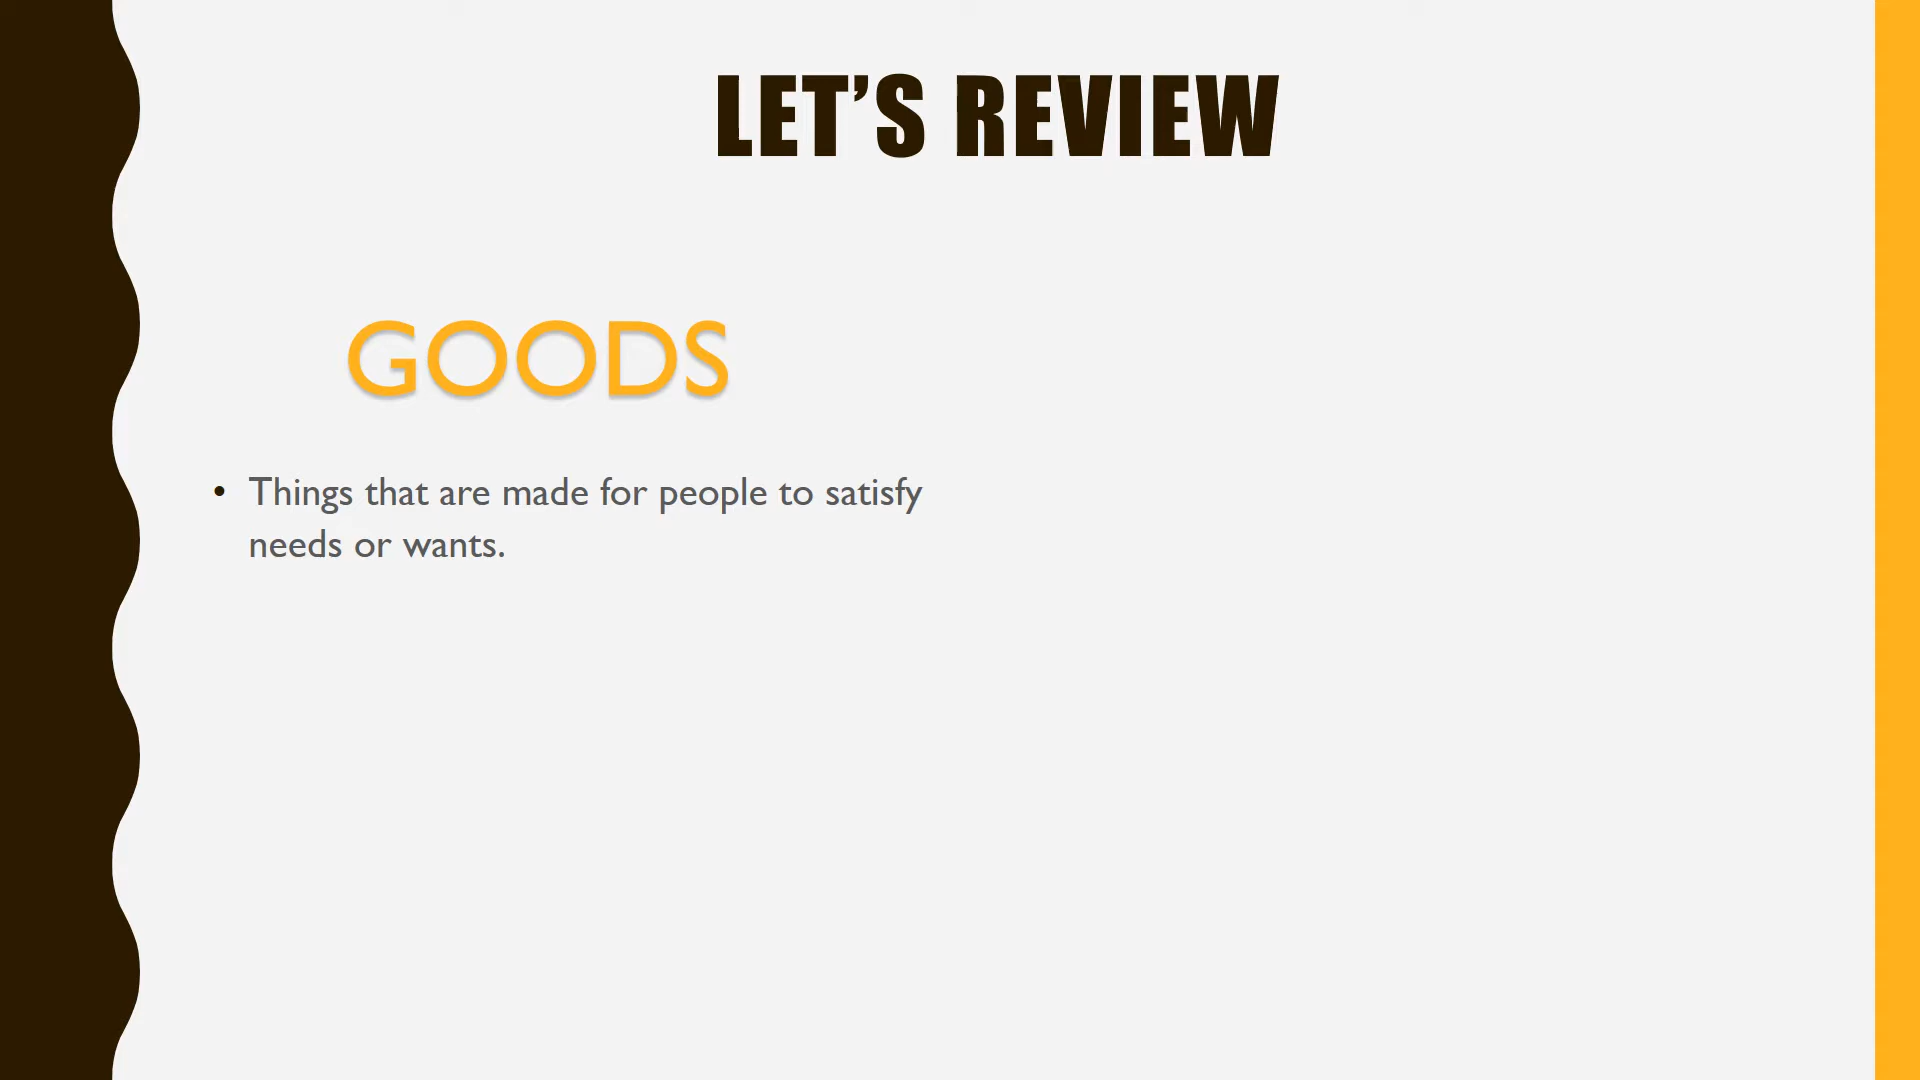 LET’S REVIEW
GOODS
• Things that are made for people to satisfy
needs or wants.